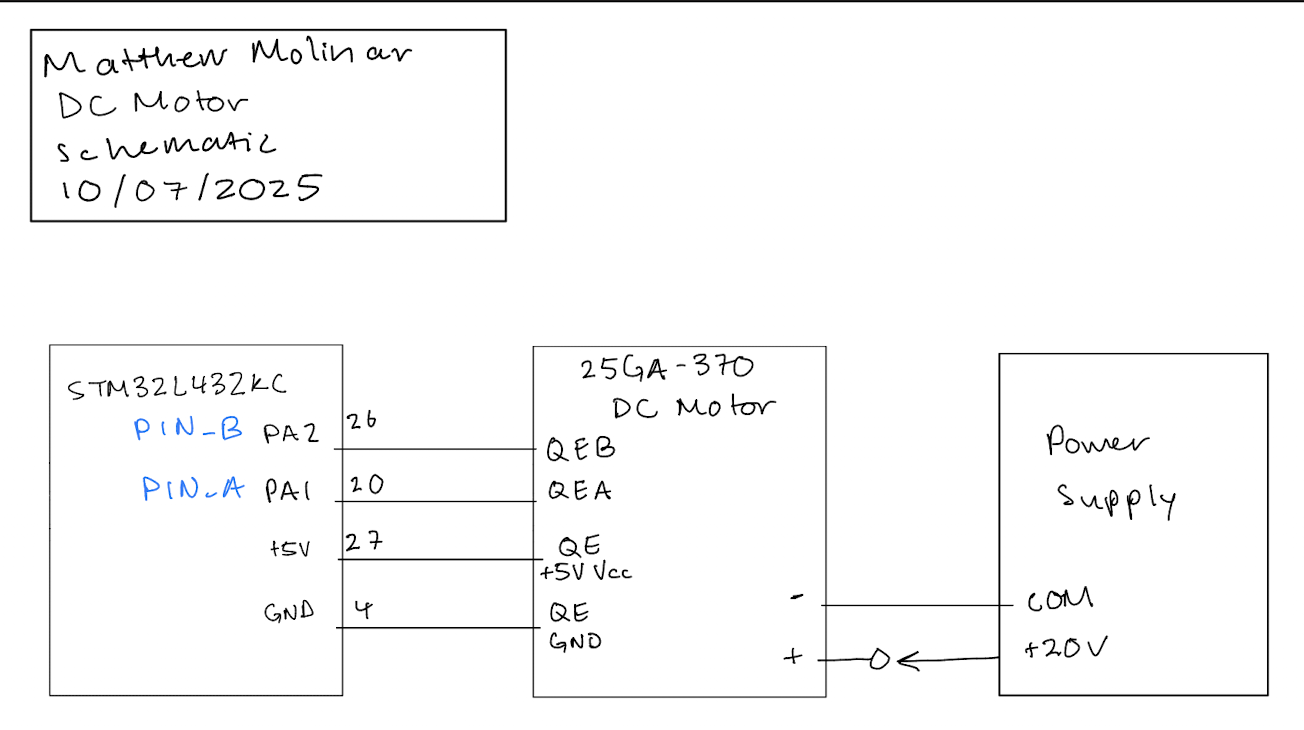 Matthew Molinar
DC Motor
Schematic
10/07/2025
STM32L432KC
PIN_B PA2 26
PIN_A PA1 20
+5V 27
GND 4
25GA-370
DC Motor
QEB
QEA
QE
+5V Vcc
QE
GND
-
+
Power
Supply
COM
+20V